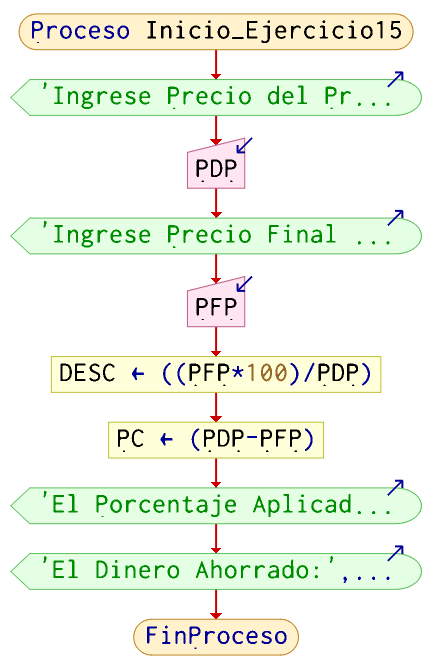 Proceso Inicio_Ejercicio15
'Ingrese Precio del Pr...
PDP
'Ingrese Precio Final ...
PFP
DESC ← ((PFP*100)/PDP)
PC ← (PDP-PFP)
'El Porcentaje Aplicad...
'El Dinero Ahorrado:',...
FinProceso